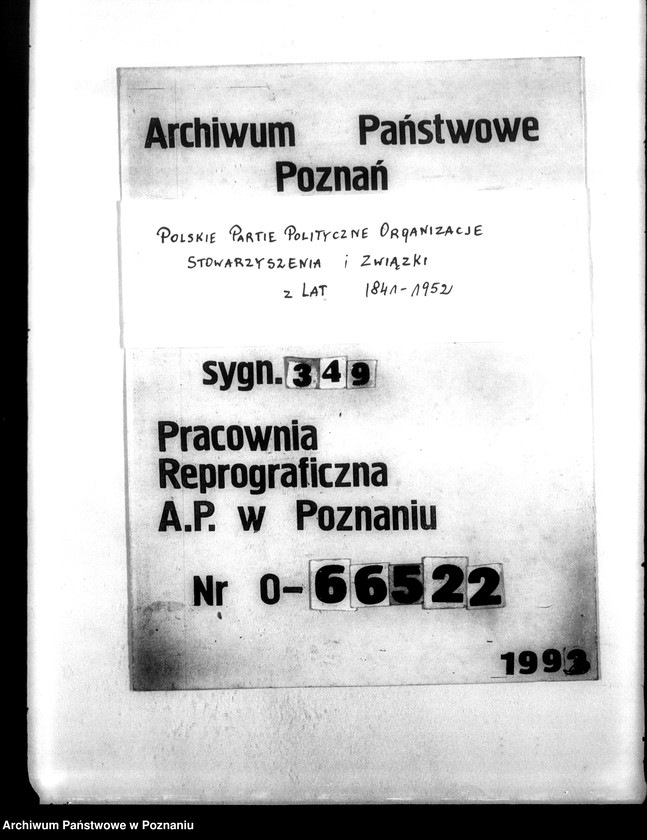 Archiwum Państwowe
Poznań
POLSKIE PARTIE POLITYCZNE ORGANIZACJE
STOWARZYSZENIA i ZWIĄZKI
z LAT 1841-1952
sygn. 349
Pracownia
Reprograficzna
A.P. w Poznaniu
Nr O-66522
1993
Archiwum Państwowe w Poznaniu